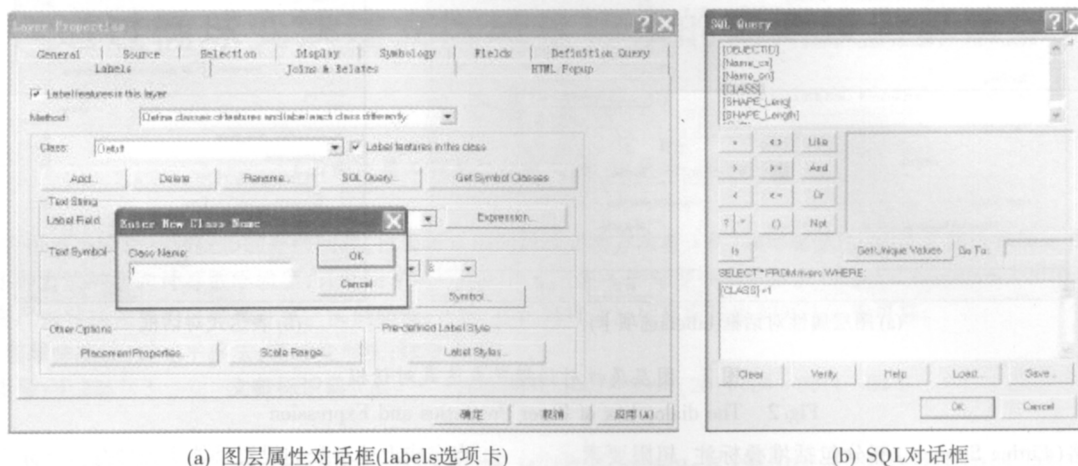 Layer Properties
General Source Selection Display Symbology Fields Definition Query
Labels Joins & Relates HTML Popup
Label features in this layer
Method: Define classes of features and label each class differently.
Class: Default Label features in this class
Add... Delete Rename... SQL Query... Get Symbol Classes
Text String
Label Field: Expression...
Enter New Class Name
Class Name:
1
OK
Cancel
Text Symbol
8
Symbol...
Other Options
Placement Properties... Scale Range...
Pre-defined Label Style
Label Styles...
确定 取消 应用(A)
(a) 图层属性对话框(labels选项卡)
SQL Query
[OBJECTID]
[Name_cn]
[Name_en]
[CLASS]
[SHAPE_Leng]
[SHAPE_Length]
= <> Like
> >= And
< <= Or
? * () Not
Is
Get Unique Values Go To:
SELECT * FROM rivers WHERE:
[CLASS] =1
Clear Verify Help Load... Save...
OK Cancel
(b) SQL对话框